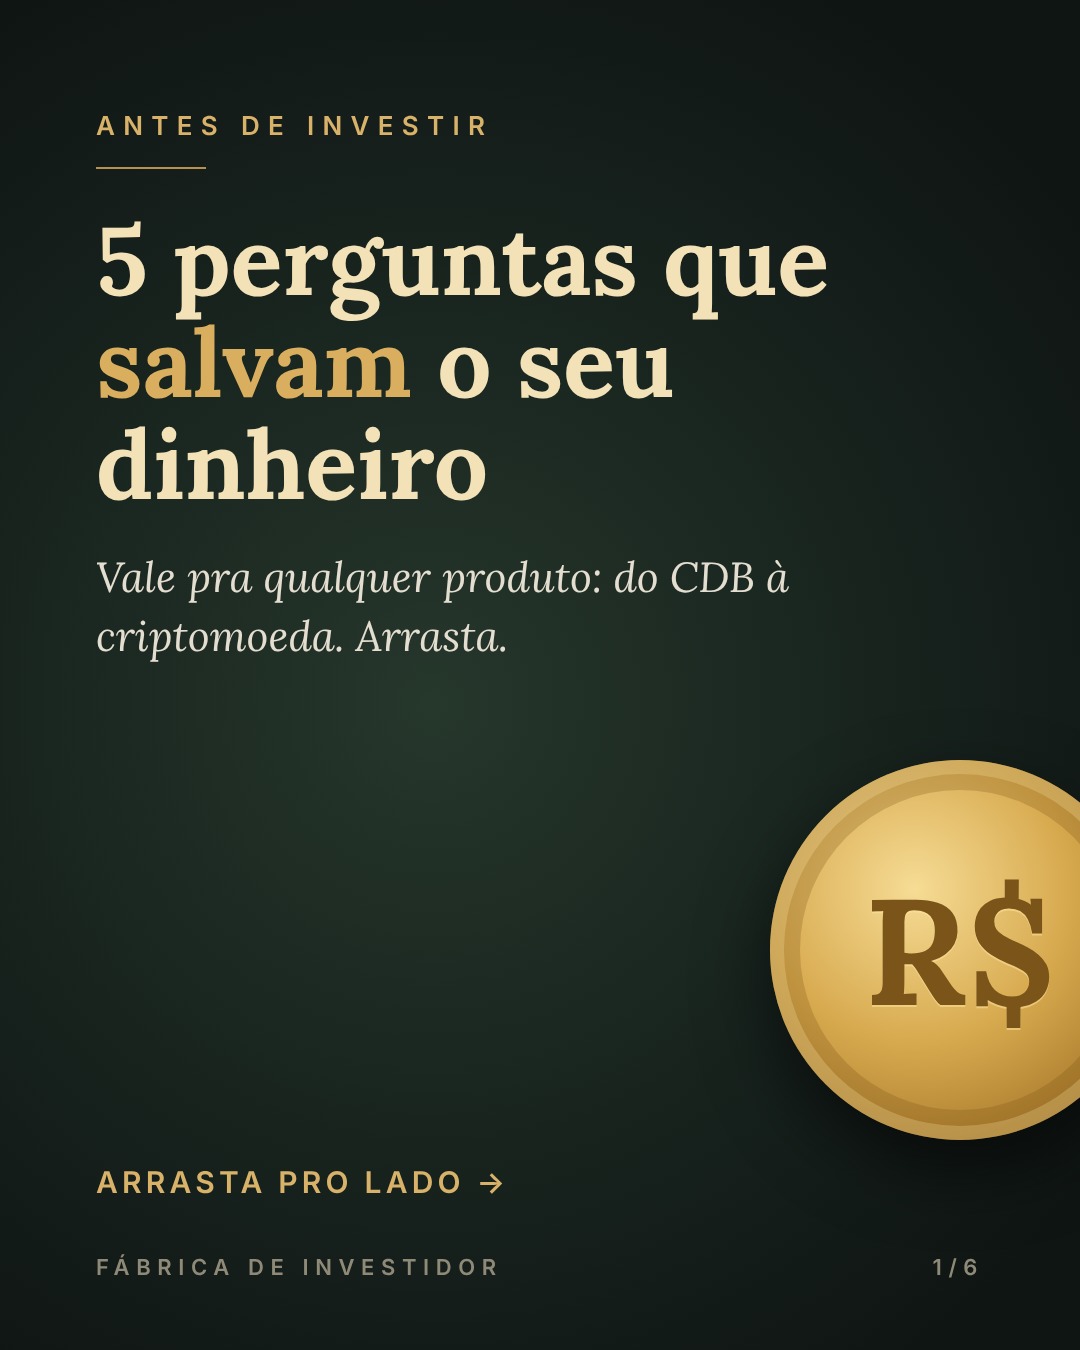 ANTES DE INVESTIR
5 perguntas que
salvam o seu
dinheiro
Vale pra qualquer produto: do CDB à
criptomoeda. Arrasta.
R$
ARRASTA PRO LADO →
FÁBRICA DE INVESTIDOR
1/6